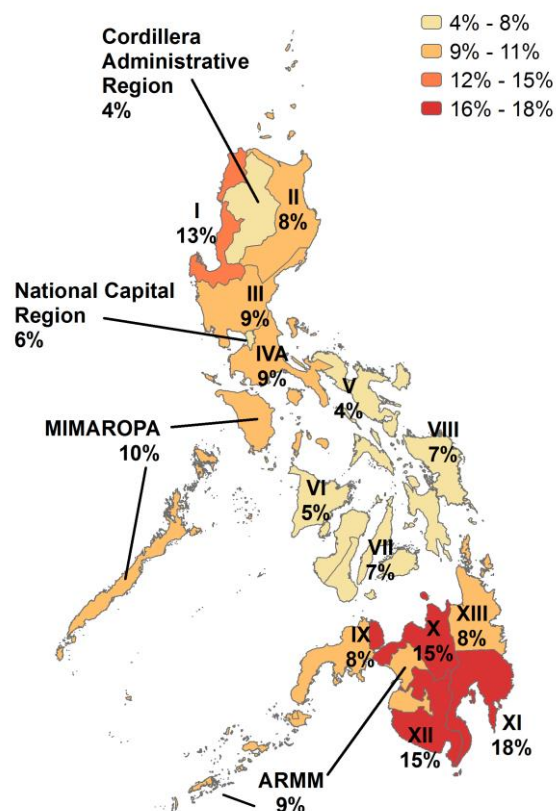 Cordillera
Administrative
Region
4%
4% - 8%
9% - 11%
12% - 15%
16% - 18%
I
13%
II
8%
National Capital
Region
6%
III
9%
IVA
9%
V
4%
MIMAROPA
10%
VIII
7%
VI
5%
VII
7%
IX
8%
X
15%
XIII
8%
XII
15%
XI
18%
ARMM
9%